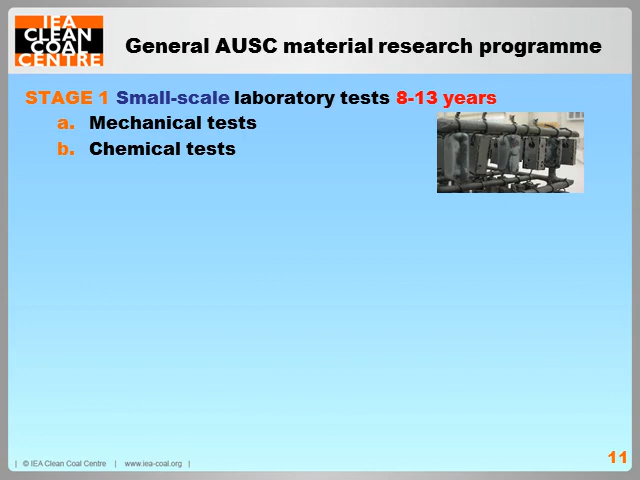 IEA
CLEAN
COAL
CENTRE
General AUSC material research programme
STAGE 1 Small-scale laboratory tests 8-13 years
a. Mechanical tests
b. Chemical tests
| © IEA Clean Coal Centre | www.iea-coal.org |
11